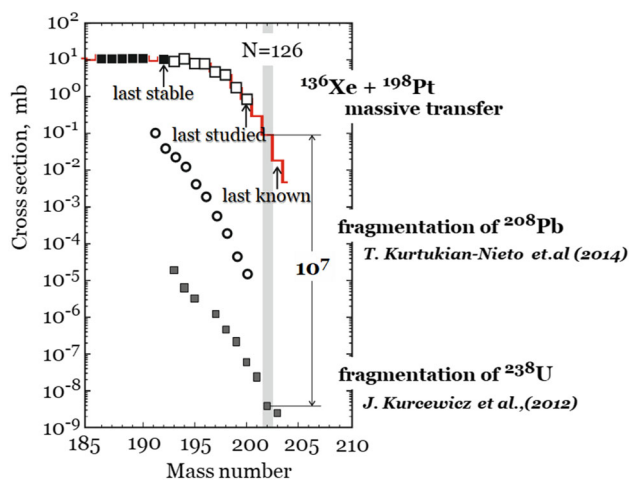 N=126
10¹
10⁰
10⁻¹
10⁻²
10⁻³
10⁻⁴
10⁻⁵
10⁻⁶
10⁻⁷
10⁻⁸
10⁻⁹
Cross section, mb
last stable
last studied
last known
10⁷
¹³⁶Xe + ¹⁹⁸Pt
massive transfer
fragmentation of ²⁰⁸Pb
T. Kurtukian-Nieto et.al (2014)
fragmentation of ²³⁸U
J. Kurcewicz et al.,(2012)
185 190 195 200 205 210
Mass number